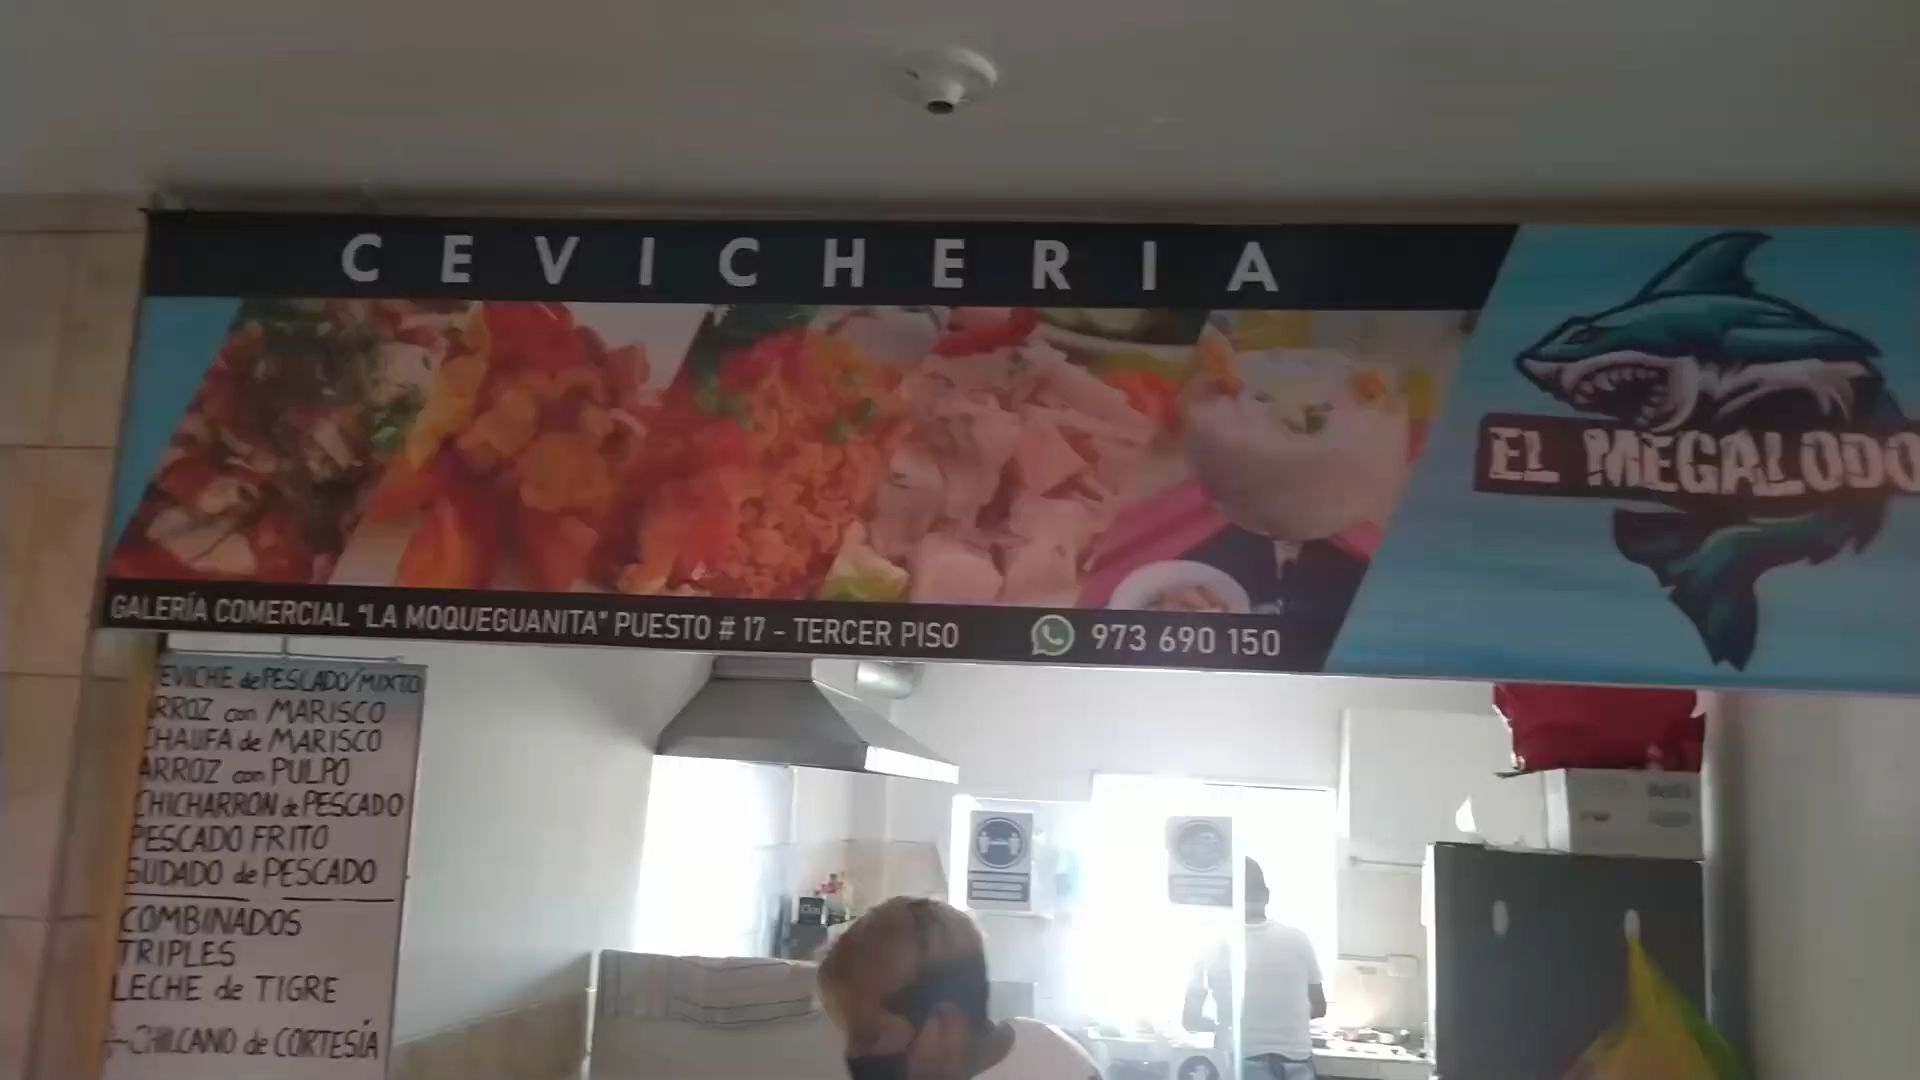 CEVICHERIA
EL MEGALODO
GALERÍA COMERCIAL "LA MOQUEGUANITA" PUESTO # 17 - TERCER PISO
973 690 150
EVICHE de PESCADO/MIXTO
RROZ con MARISCO
CHAUFA de MARISCO
ARROZ con PULPO
CHICHARRON de PESCADO
PESCADO FRITO
SUDADO de PESCADO
COMBINADOS
TRIPLES
LECHE de TIGRE
+ CHILCANO de CORTESÍA